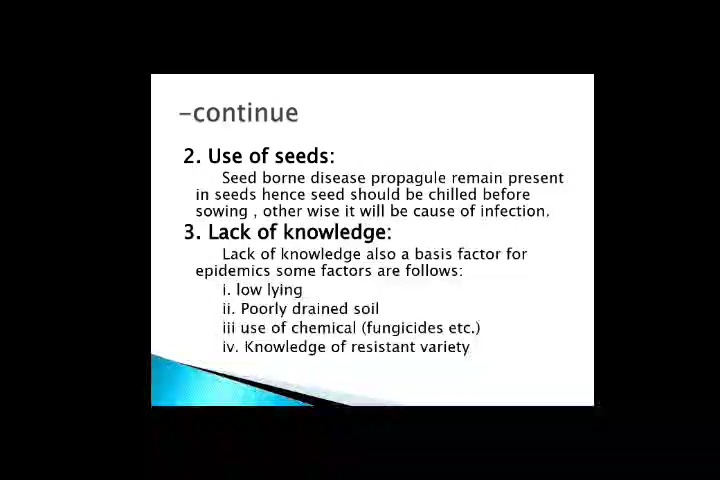 -continue
2. Use of seeds:
Seed borne disease propagule remain present
in seeds hence seed should be chilled before
sowing , other wise it will be cause of infection.
3. Lack of knowledge:
Lack of knowledge also a basis factor for
epidemics some factors are follows:
i. low lying
ii. Poorly drained soil
iii use of chemical (fungicides etc.)
iv. Knowledge of resistant variety